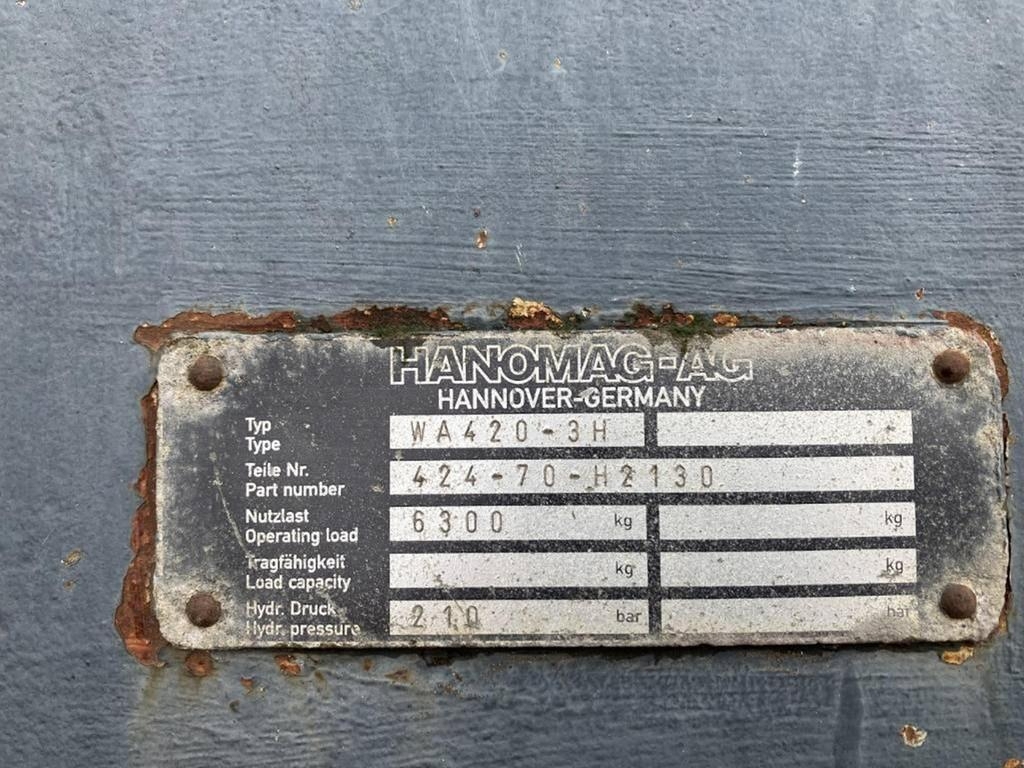 HANOMAG-AG
HANNOVER-GERMANY
Typ
Type
WA420-3H
Teile Nr.
Part number
424-70-H2130
Nutzlast
Operating load
6300 kg kg
Tragfähigkeit
Load capacity
kg kg
Hydr. Druck
Hydr. pressure
210 bar bar